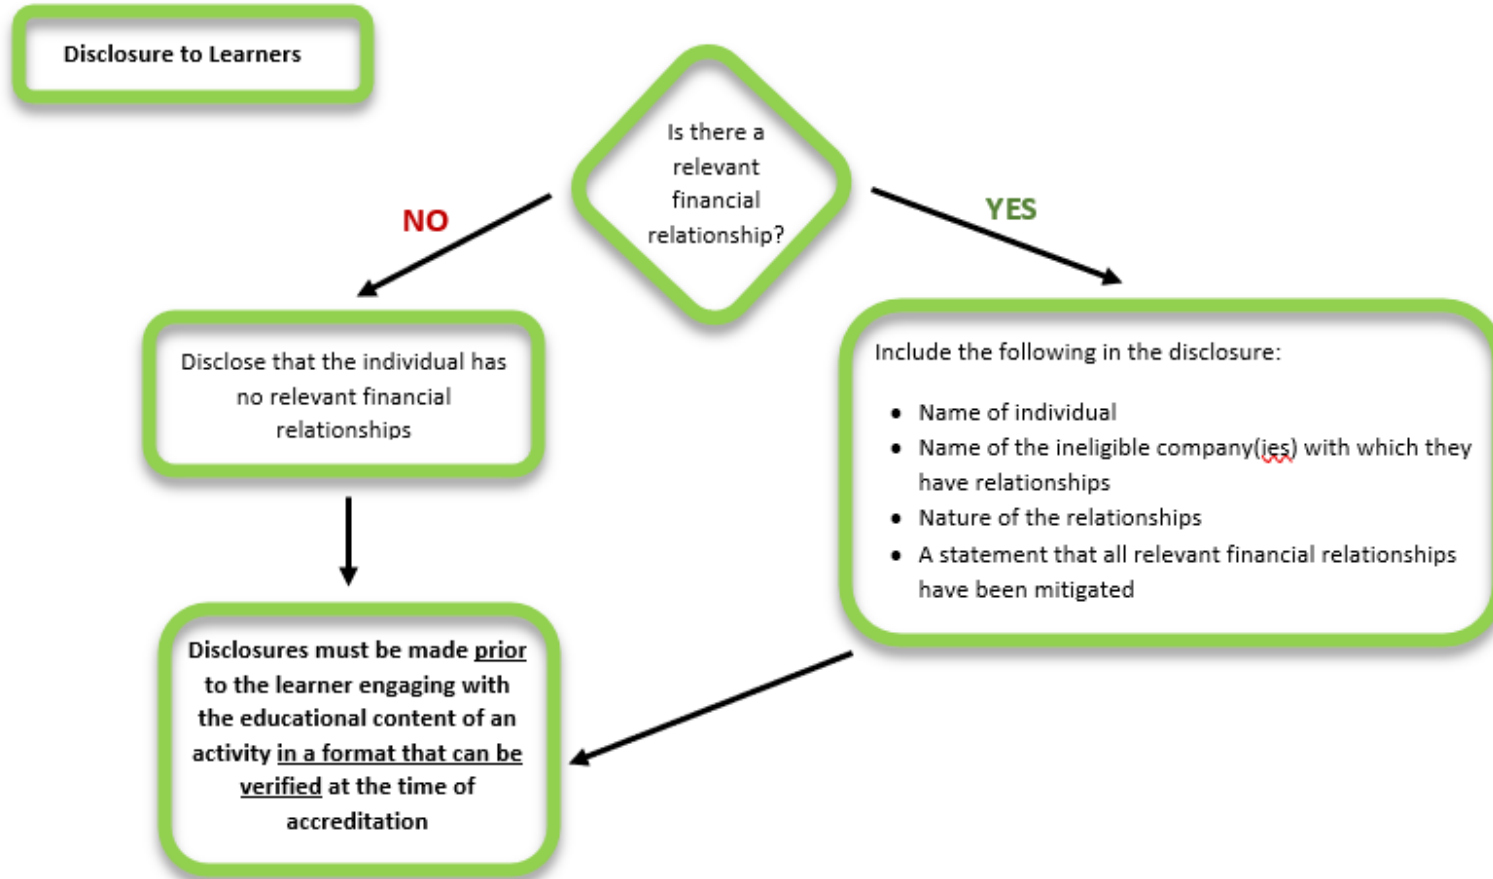 Disclosure to Learners
Is there a
relevant
financial
relationship?
NO
YES
Disclose that the individual has
no relevant financial
relationships
Include the following in the disclosure:
• Name of individual
• Name of the ineligible company(ies) with which they
have relationships
• Nature of the relationships
• A statement that all relevant financial relationships
have been mitigated
Disclosures must be made prior
to the learner engaging with
the educational content of an
activity in a format that can be
verified at the time of
accreditation